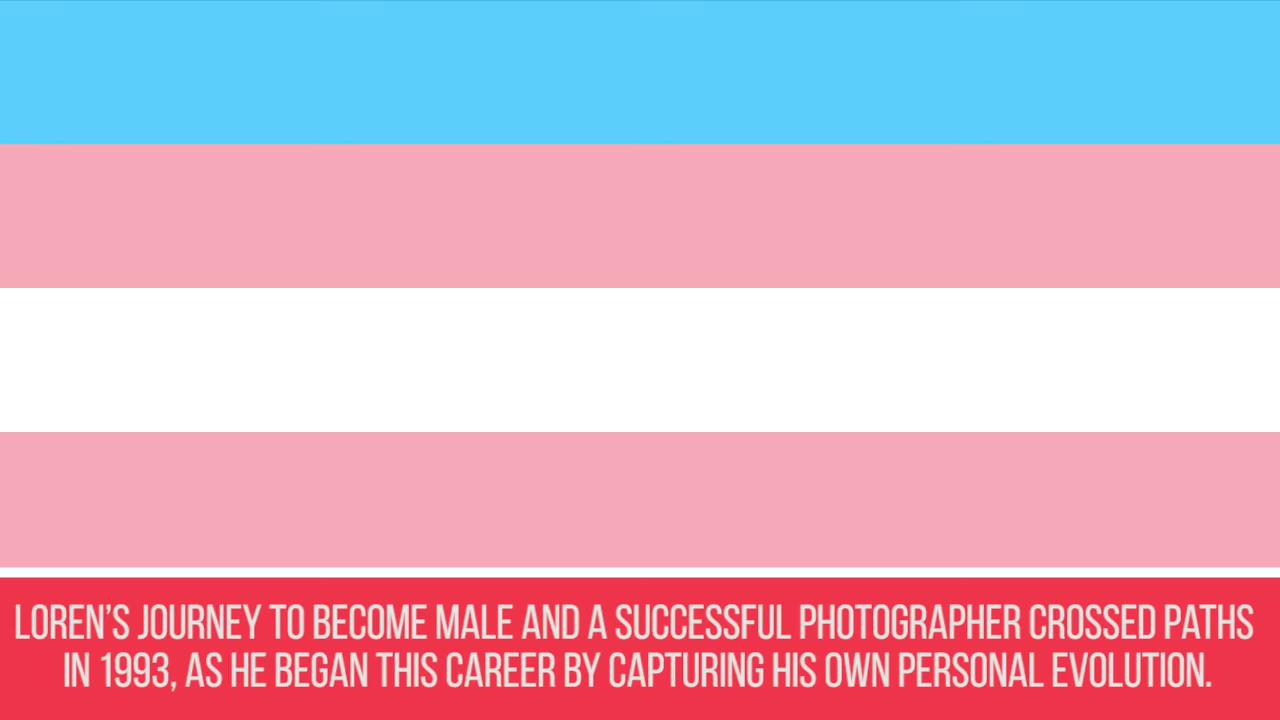 LOREN'S JOURNEY TO BECOME MALE AND A SUCCESSFUL PHOTOGRAPHER CROSSED PATHS
IN 1993, AS HE BEGAN THIS CAREER BY CAPTURING HIS OWN PERSONAL EVOLUTION.